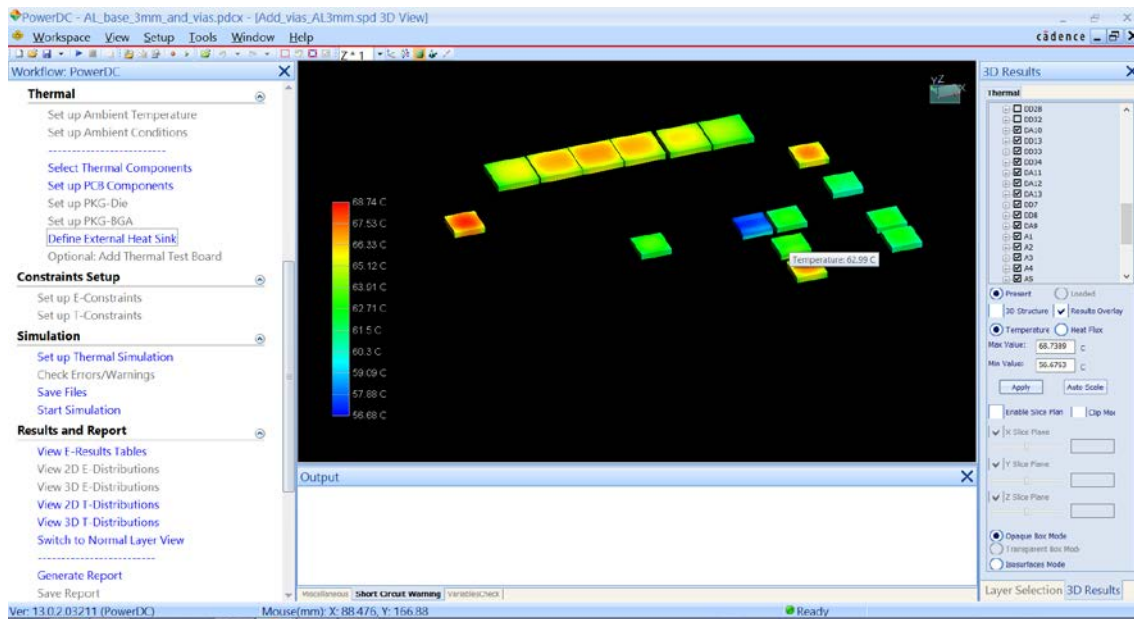 PowerDC - AL_base_3mm_and_vias.pdcx - [Add_vias_AL3mm.spd 3D View]
Workspace View Setup Tools Window Help
cādence
Z * 1
Workflow: PowerDC
Thermal
Set up Ambient Temperature
Set up Ambient Conditions
Select Thermal Components
Set up PCB Components
Set up PKG-Die
Set up PKG-BGA
Define External Heat Sink
Optional: Add Thermal Test Board
Constraints Setup
Set up E-Constraints
Set up T-Constraints
Simulation
Set up Thermal Simulation
Check Errors/Warnings
Save Files
Start Simulation
Results and Report
View E-Results Tables
View 2D E-Distributions
View 3D E-Distributions
View 2D T-Distributions
View 3D T-Distributions
Switch to Normal Layer View
Generate Report
Save Report
YZ X
68.74 C
67.53 C
66.33 C
65.12 C
63.91 C
62.71 C
61.5 C
60.3 C
59.09 C
57.88 C
56.68 C
Temperature: 62.99 C
Output
Miscellaneous Short Circuit Warning VariablesCheck
3D Results
Thermal
DD28
DD32
DA10
DD13
DD33
DD34
DA11
DA12
DA13
DD7
DD8
DA9
A1
A2
A3
A4
A5
Present Loaded
3D Structure Results Overlay
Temperature Heat Flux
Max Value: 68.7389 C
Min Value: 56.6753 C
Apply Auto Scale
Enable Slice Plan Clip Mor
X Slice Plane
Y Slice Plane
Z Slice Plane
Opaque Box Mode
Transparent Box Mode
Isosurfaces Mode
Layer Selection 3D Results
Ver: 13.0.2.03211 (PowerDC) Mouse(mm): X: 88.476, Y: 166.88 Ready